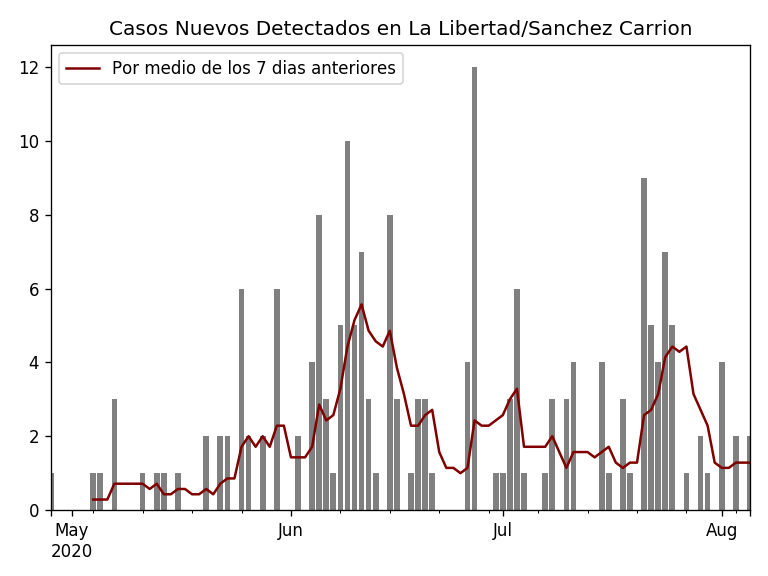 Casos Nuevos Detectados en La Libertad/Sanchez Carrion
Por medio de los 7 dias anteriores
12
10
8
6
4
2
0
May
2020
Jun
Jul
Aug